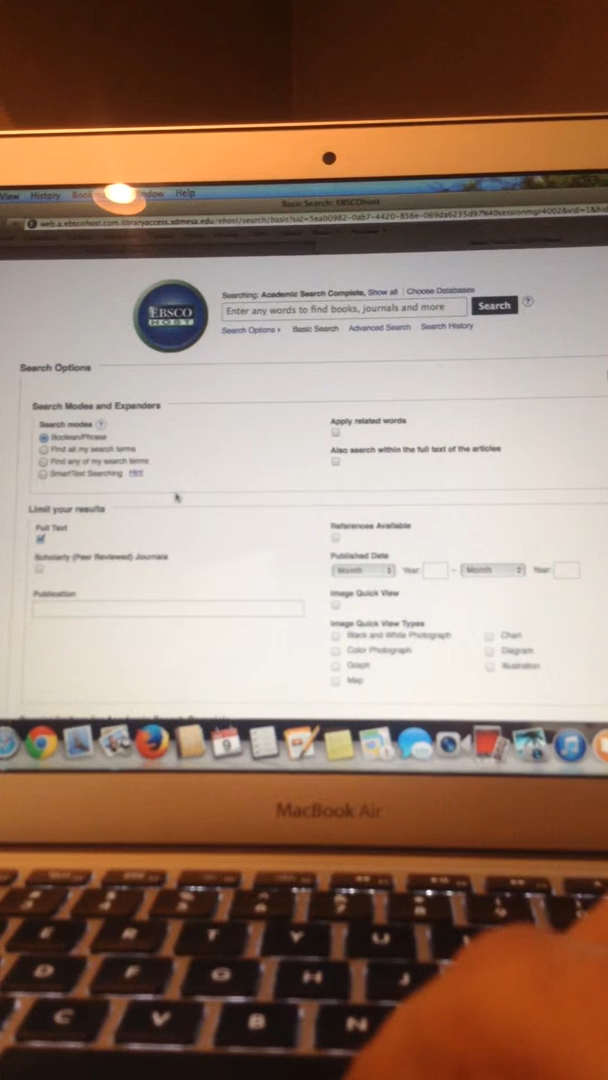 View History Window Help
Basic Search: EBSCOhost
Searching: Academic Search Complete, Show all | Choose Databases
EBSCO
HOST
Enter any words to find books, journals and more
Search
?
Search Options
Basic Search
Advanced Search
Search History
Search Options
Search Modes and Expanders
Search modes ?
Boolean/Phrase
Find all my search terms
Find any of my search terms
SmartText Searching Hint
Apply related words
Also search within the full text of the articles
Limit your results
Full Text
Scholarly (Peer Reviewed) Journals
Publication
References Available
Published Date
Month Year – Month Year
Image Quick View
Image Quick View Types
Black and White Photograph
Chart
Color Photograph
Diagram
Graph
Illustration
Map
9
MacBook Air
E R T Y U
D F G H J
C V B N